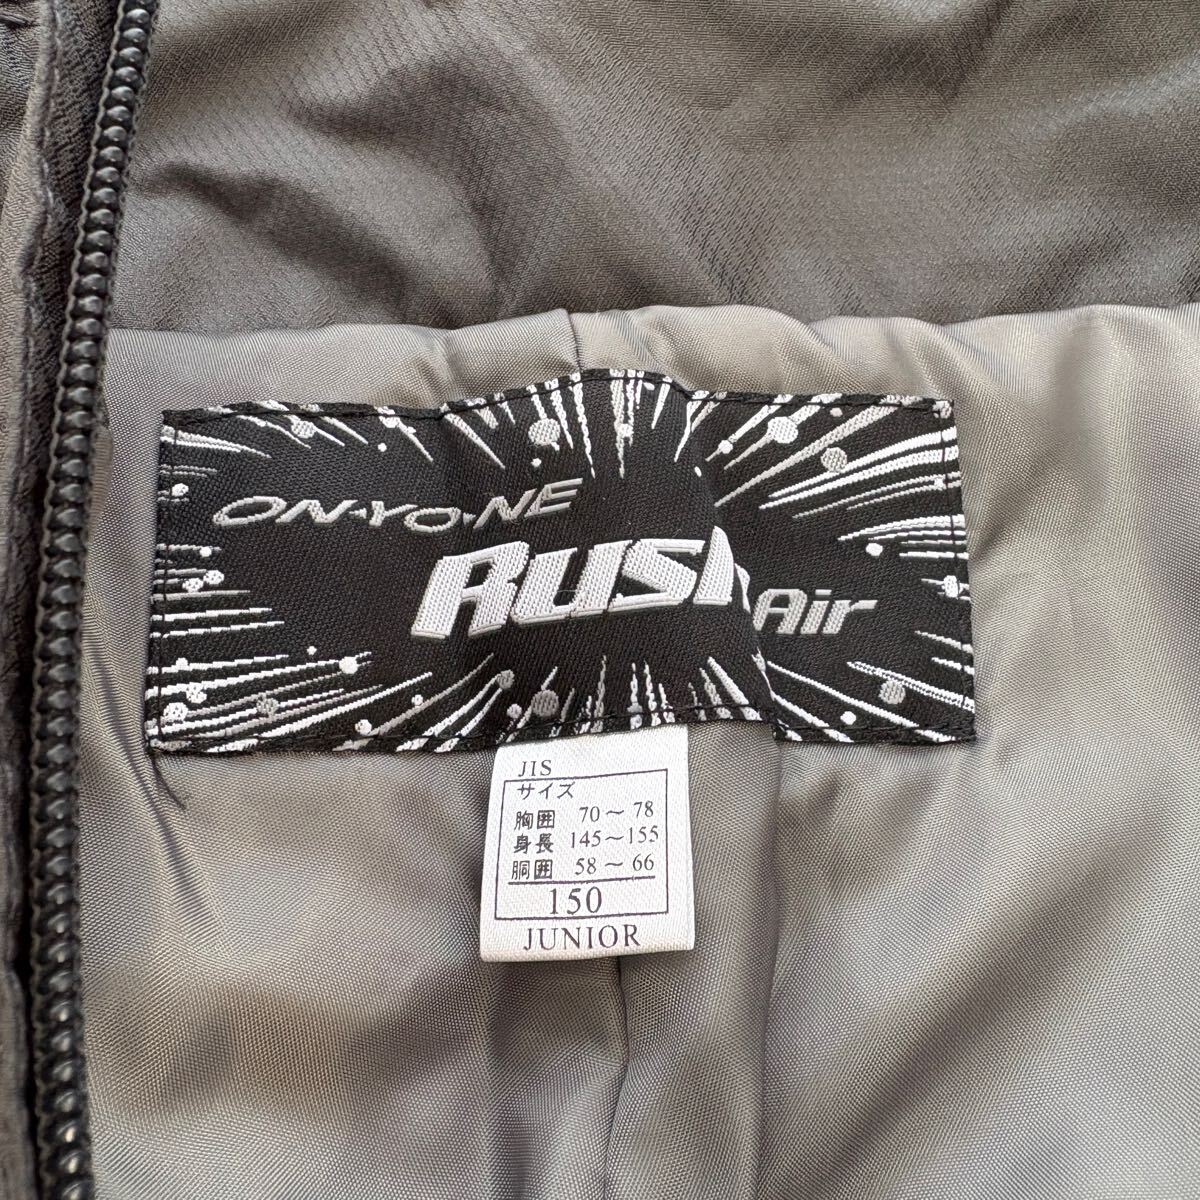 ON・YO・NE
RUSH Air
JIS
サイズ
胸囲 70～78
身長 145～155
胴囲 58～66
150
JUNIOR